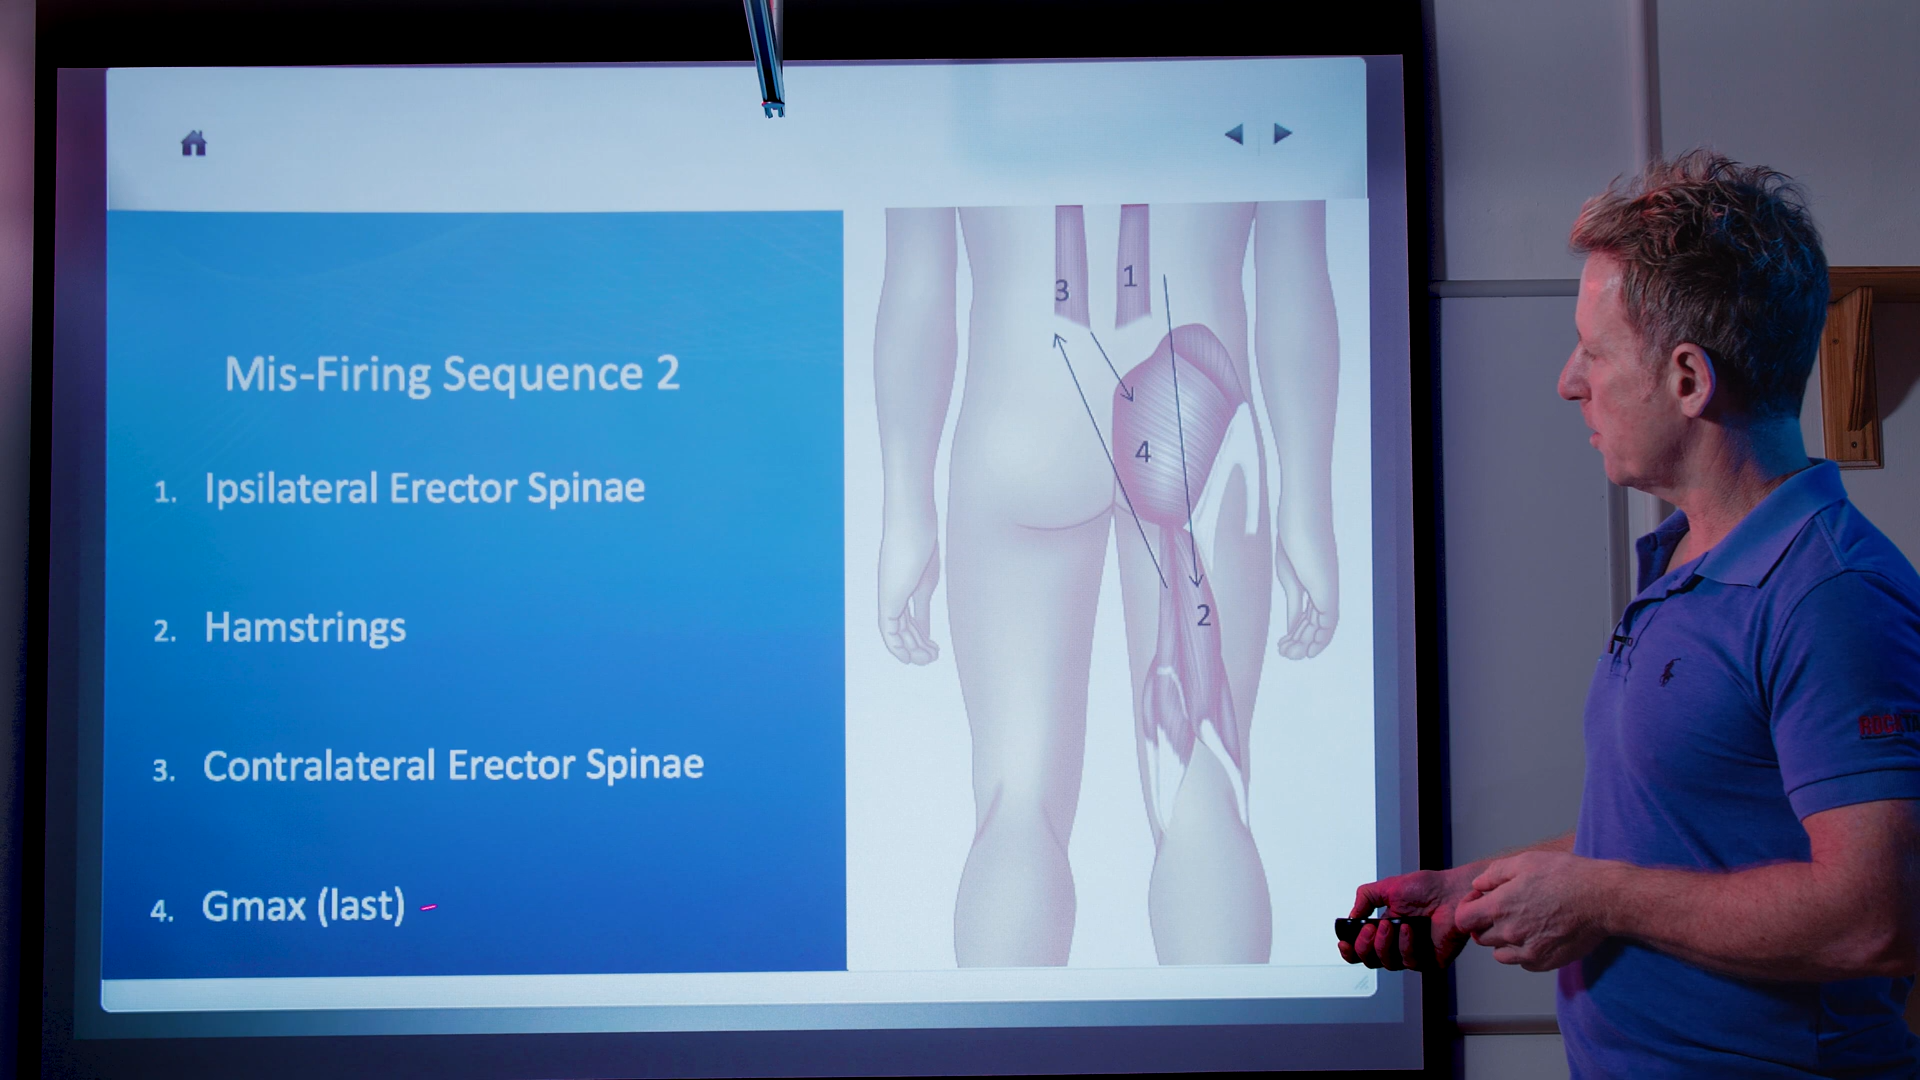 Mis-Firing Sequence 2
1. Ipsilateral Erector Spinae
2. Hamstrings
3. Contralateral Erector Spinae
4. Gmax (last)
3
1
4
2